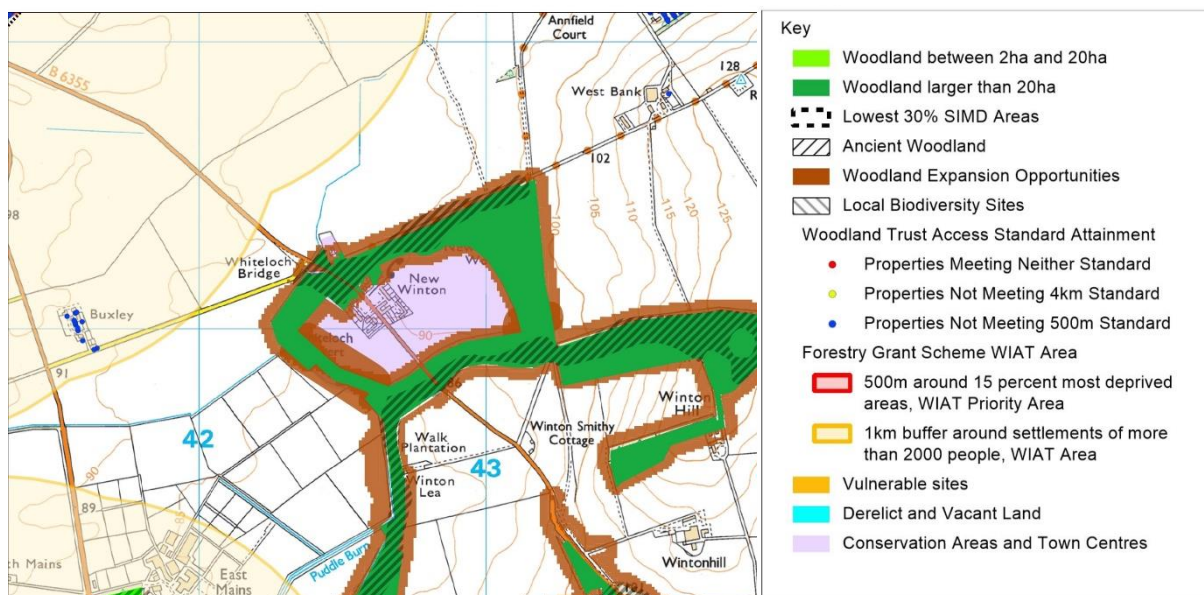 Annfield
Court
B 6355
128
West Bank
R
102
98
100
105
110
115
120
125
Whiteloch
Bridge
New
Winton
Buxley
90
91
86
Winton
Hill
42
Walk
Plantation
Winton Smithy
Cottage
43
Winton
Lea
90
89
Puddle Burn
East
Mains
th Mains
Wintonhill
Key
Woodland between 2ha and 20ha
Woodland larger than 20ha
Lowest 30% SIMD Areas
Ancient Woodland
Woodland Expansion Opportunities
Local Biodiversity Sites
Woodland Trust Access Standard Attainment
Properties Meeting Neither Standard
Properties Not Meeting 4km Standard
Properties Not Meeting 500m Standard
Forestry Grant Scheme WIAT Area
500m around 15 percent most deprived
areas, WIAT Priority Area
1km buffer around settlements of more
than 2000 people, WIAT Area
Vulnerable sites
Derelict and Vacant Land
Conservation Areas and Town Centres